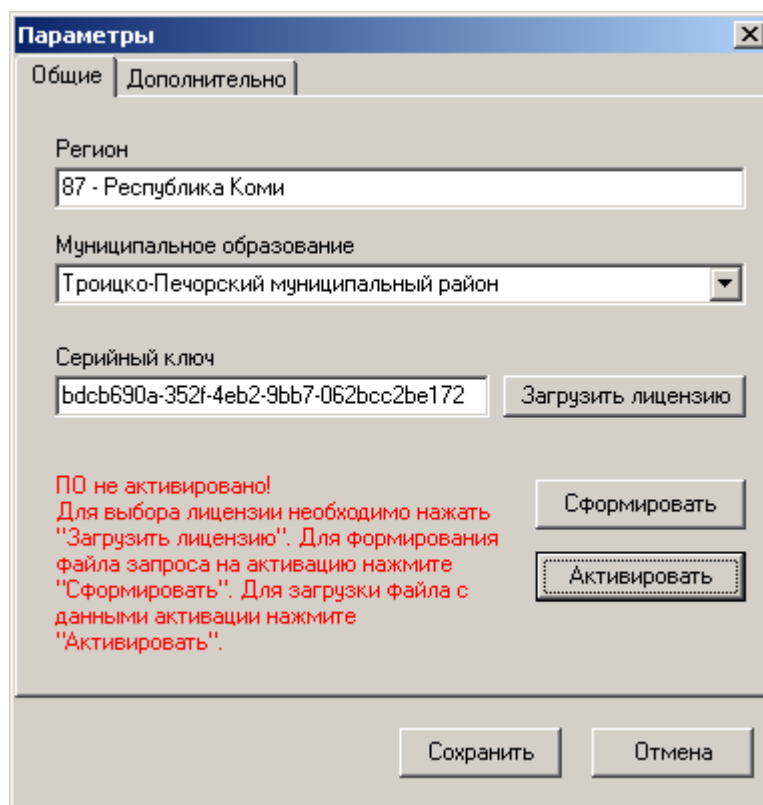 Параметры
Общие Дополнительно
Регион
87 - Республика Коми
Муниципальное образование
Троицко-Печорский муниципальный район
Серийный ключ
bdcb690a-352f-4eb2-9bb7-062bcc2be172 Загрузить лицензию
ПО не активировано!
Для выбора лицензии необходимо нажать
"Загрузить лицензию". Для формирования
файла запроса на активацию нажмите
"Сформировать". Для загрузки файла с
данными активации нажмите
"Активировать".
Сформировать
Активировать
Сохранить Отмена